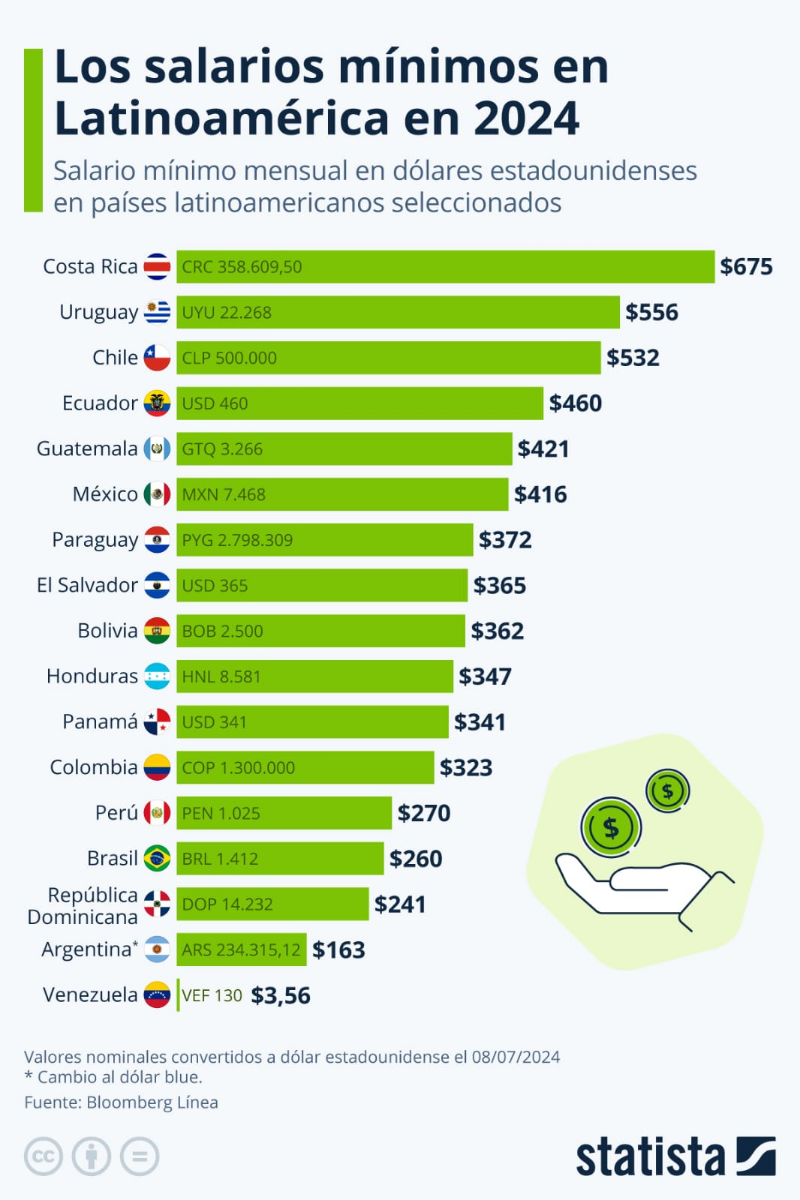 Los salarios mínimos en
Latinoamérica en 2024
Salario mínimo mensual en dólares estadounidenses
en países latinoamericanos seleccionados
Costa Rica CRC 358.609,50 $675
Uruguay UYU 22.268 $556
Chile CLP 500.000 $532
Ecuador USD 460 $460
Guatemala GTQ 3.266 $421
México MXN 7.468 $416
Paraguay PYG 2.798.309 $372
El Salvador USD 365 $365
Bolivia BOB 2.500 $362
Honduras HNL 8.581 $347
Panamá USD 341 $341
Colombia COP 1.300.000 $323
Perú PEN 1.025 $270
Brasil BRL 1.412 $260
República
Dominicana DOP 14.232 $241
Argentina* ARS 234.315,12 $163
Venezuela VEF 130 $3,56
$
$
Valores nominales convertidos a dólar estadounidense el 08/07/2024
* Cambio al dólar blue.
Fuente: Bloomberg Línea
cc =
statista